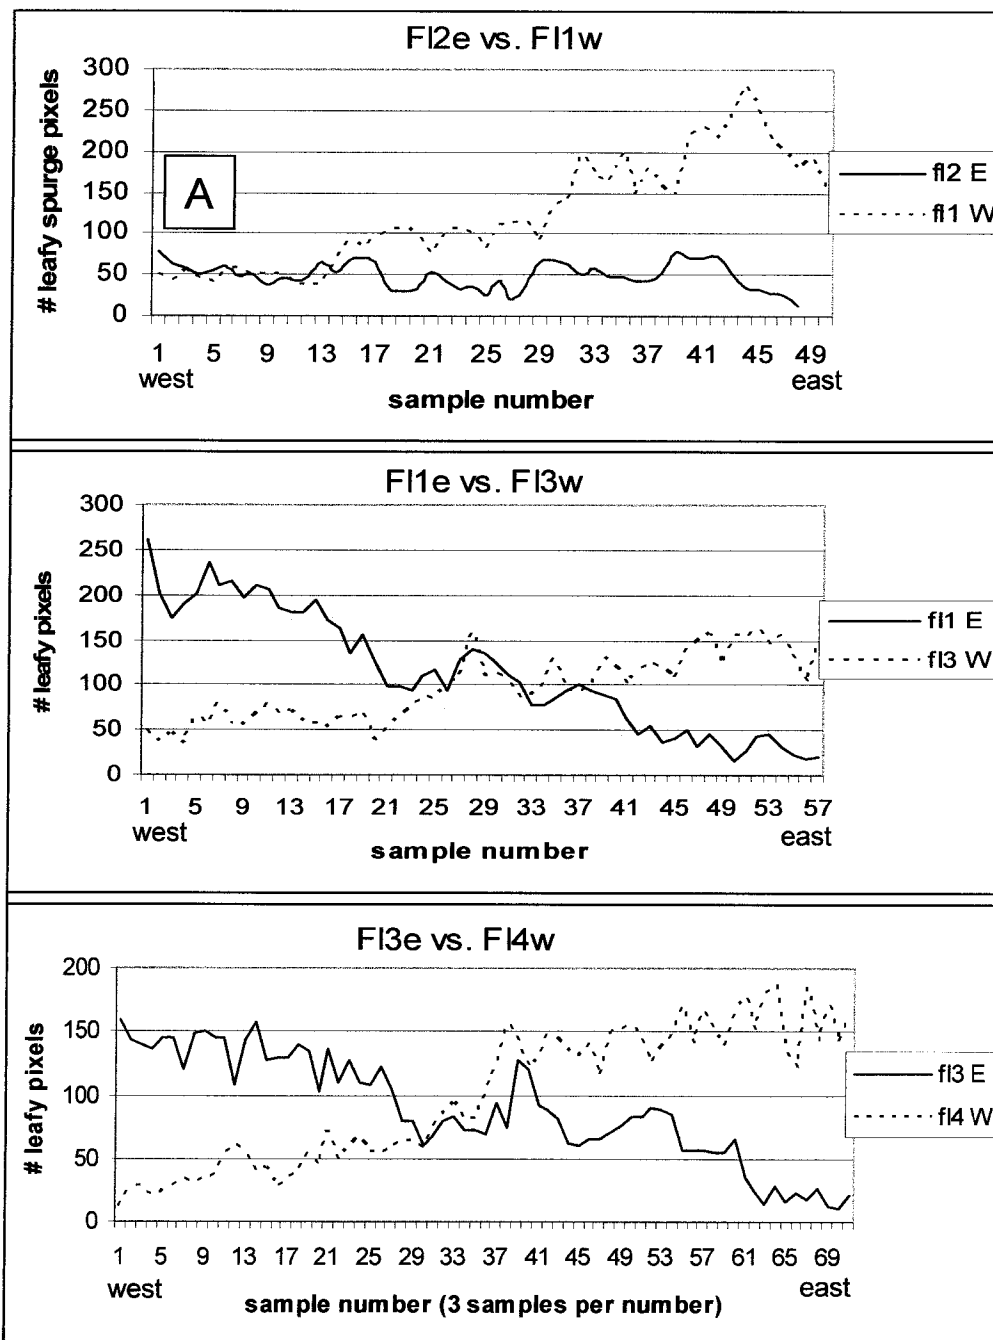 Fl2e vs. Fl1w
300
250
200
150
100
50
0
# leafy spurge pixels
A
fl2 E
fl1 W
1 5 9 13 17 21 25 29 33 37 41 45 49
west east
sample number
Fl1e vs. Fl3w
300
250
200
150
100
50
0
# leafy pixels
fl1 E
fl3 W
1 5 9 13 17 21 25 29 33 37 41 45 49 53 57
west east
sample number
Fl3e vs. Fl4w
200
150
100
50
0
# leafy pixels
fl3 E
fl4 W
1 5 9 13 17 21 25 29 33 37 41 45 49 53 57 61 65 69
west east
sample number (3 samples per number)